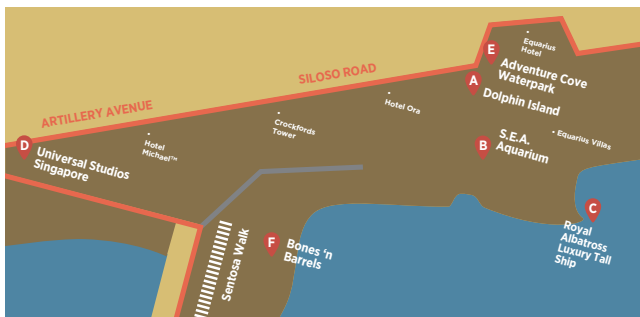 E
Equarius
Hotel
Adventure Cove
Waterpark
SILOSO ROAD
A
Dolphin Island
Hotel Ora
ARTILLERY AVENUE
Crockfords
Tower
Hotel
Michael™
D
Universal Studios
Singapore
B
S.E.A.
Aquarium
Equarius Villas
C
Royal
Albatross
Luxury Tall
Ship
Sentosa Walk
F
Bones 'n
Barrels